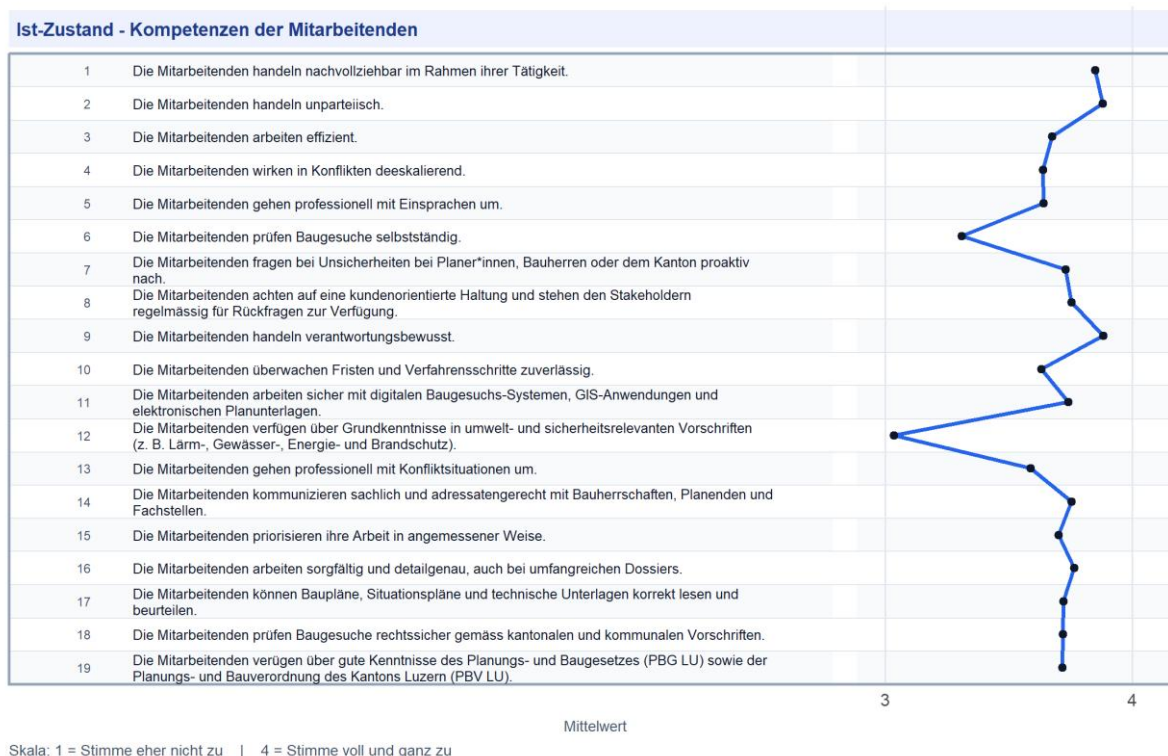 Ist-Zustand - Kompetenzen der Mitarbeitenden
1 Die Mitarbeitenden handeln nachvollziehbar im Rahmen ihrer Tätigkeit.
2 Die Mitarbeitenden handeln unparteiisch.
3 Die Mitarbeitenden arbeiten effizient.
4 Die Mitarbeitenden wirken in Konflikten deeskalierend.
5 Die Mitarbeitenden gehen professionell mit Einsprachen um.
6 Die Mitarbeitenden prüfen Baugesuche selbstständig.
7 Die Mitarbeitenden fragen bei Unsicherheiten bei Planer*innen, Bauherren oder dem Kanton proaktiv
nach.
8 Die Mitarbeitenden achten auf eine kundenorientierte Haltung und stehen den Stakeholdern
regelmässig für Rückfragen zur Verfügung.
9 Die Mitarbeitenden handeln verantwortungsbewusst.
10 Die Mitarbeitenden überwachen Fristen und Verfahrensschritte zuverlässig.
11 Die Mitarbeitenden arbeiten sicher mit digitalen Baugesuchs-Systemen, GIS-Anwendungen und
elektronischen Planunterlagen.
12 Die Mitarbeitenden verfügen über Grundkenntnisse in umwelt- und sicherheitsrelevanten Vorschriften
(z. B. Lärm-, Gewässer-, Energie- und Brandschutz).
13 Die Mitarbeitenden gehen professionell mit Konfliktsituationen um.
14 Die Mitarbeitenden kommunizieren sachlich und adressatengerecht mit Bauherrschaften, Planenden und
Fachstellen.
15 Die Mitarbeitenden priorisieren ihre Arbeit in angemessener Weise.
16 Die Mitarbeitenden arbeiten sorgfältig und detailgenau, auch bei umfangreichen Dossiers.
17 Die Mitarbeitenden können Baupläne, Situationspläne und technische Unterlagen korrekt lesen und
beurteilen.
18 Die Mitarbeitenden prüfen Baugesuche rechtssicher gemäss kantonalen und kommunalen Vorschriften.
19 Die Mitarbeitenden verügen über gute Kenntnisse des Planungs- und Baugesetzes (PBG LU) sowie der
Planungs- und Bauverordnung des Kantons Luzern (PBV LU).
3 4
Mittelwert
Skala: 1 = Stimme eher nicht zu | 4 = Stimme voll und ganz zu